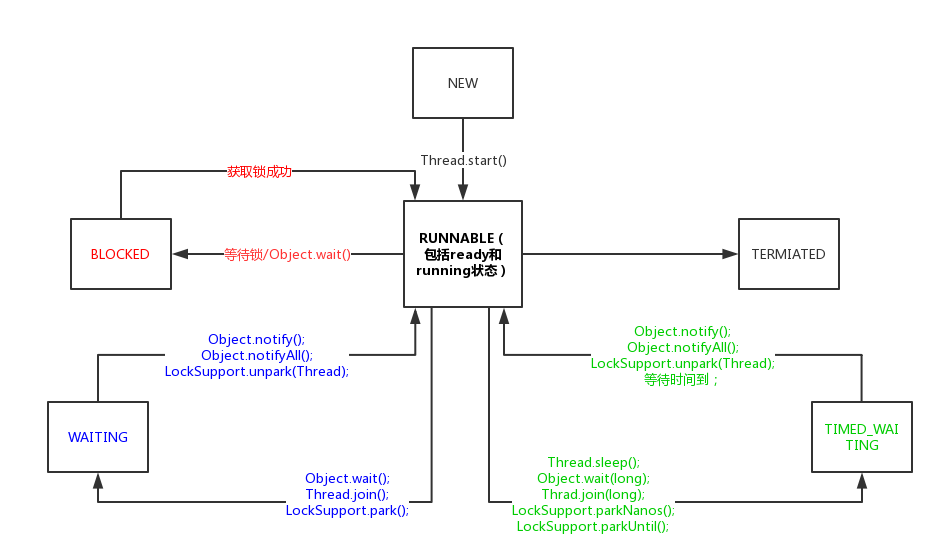 NEW
Thread.start()
获取锁成功
BLOCKED
等待锁/Object.wait()
RUNNABLE（
包括ready和
running状态）
TERMIATED
Object.notify();
Object.notifyAll();
LockSupport.unpark(Thread);
Object.notify();
Object.notifyAll();
LockSupport.unpark(Thread);
等待时间到；
WAITING
TIMED_WAI
TING
Object.wait();
Thread.join();
LockSupport.park();
Thread.sleep();
Object.wait(long);
Thrad.join(long);
LockSupport.parkNanos();
LockSupport.parkUntil();